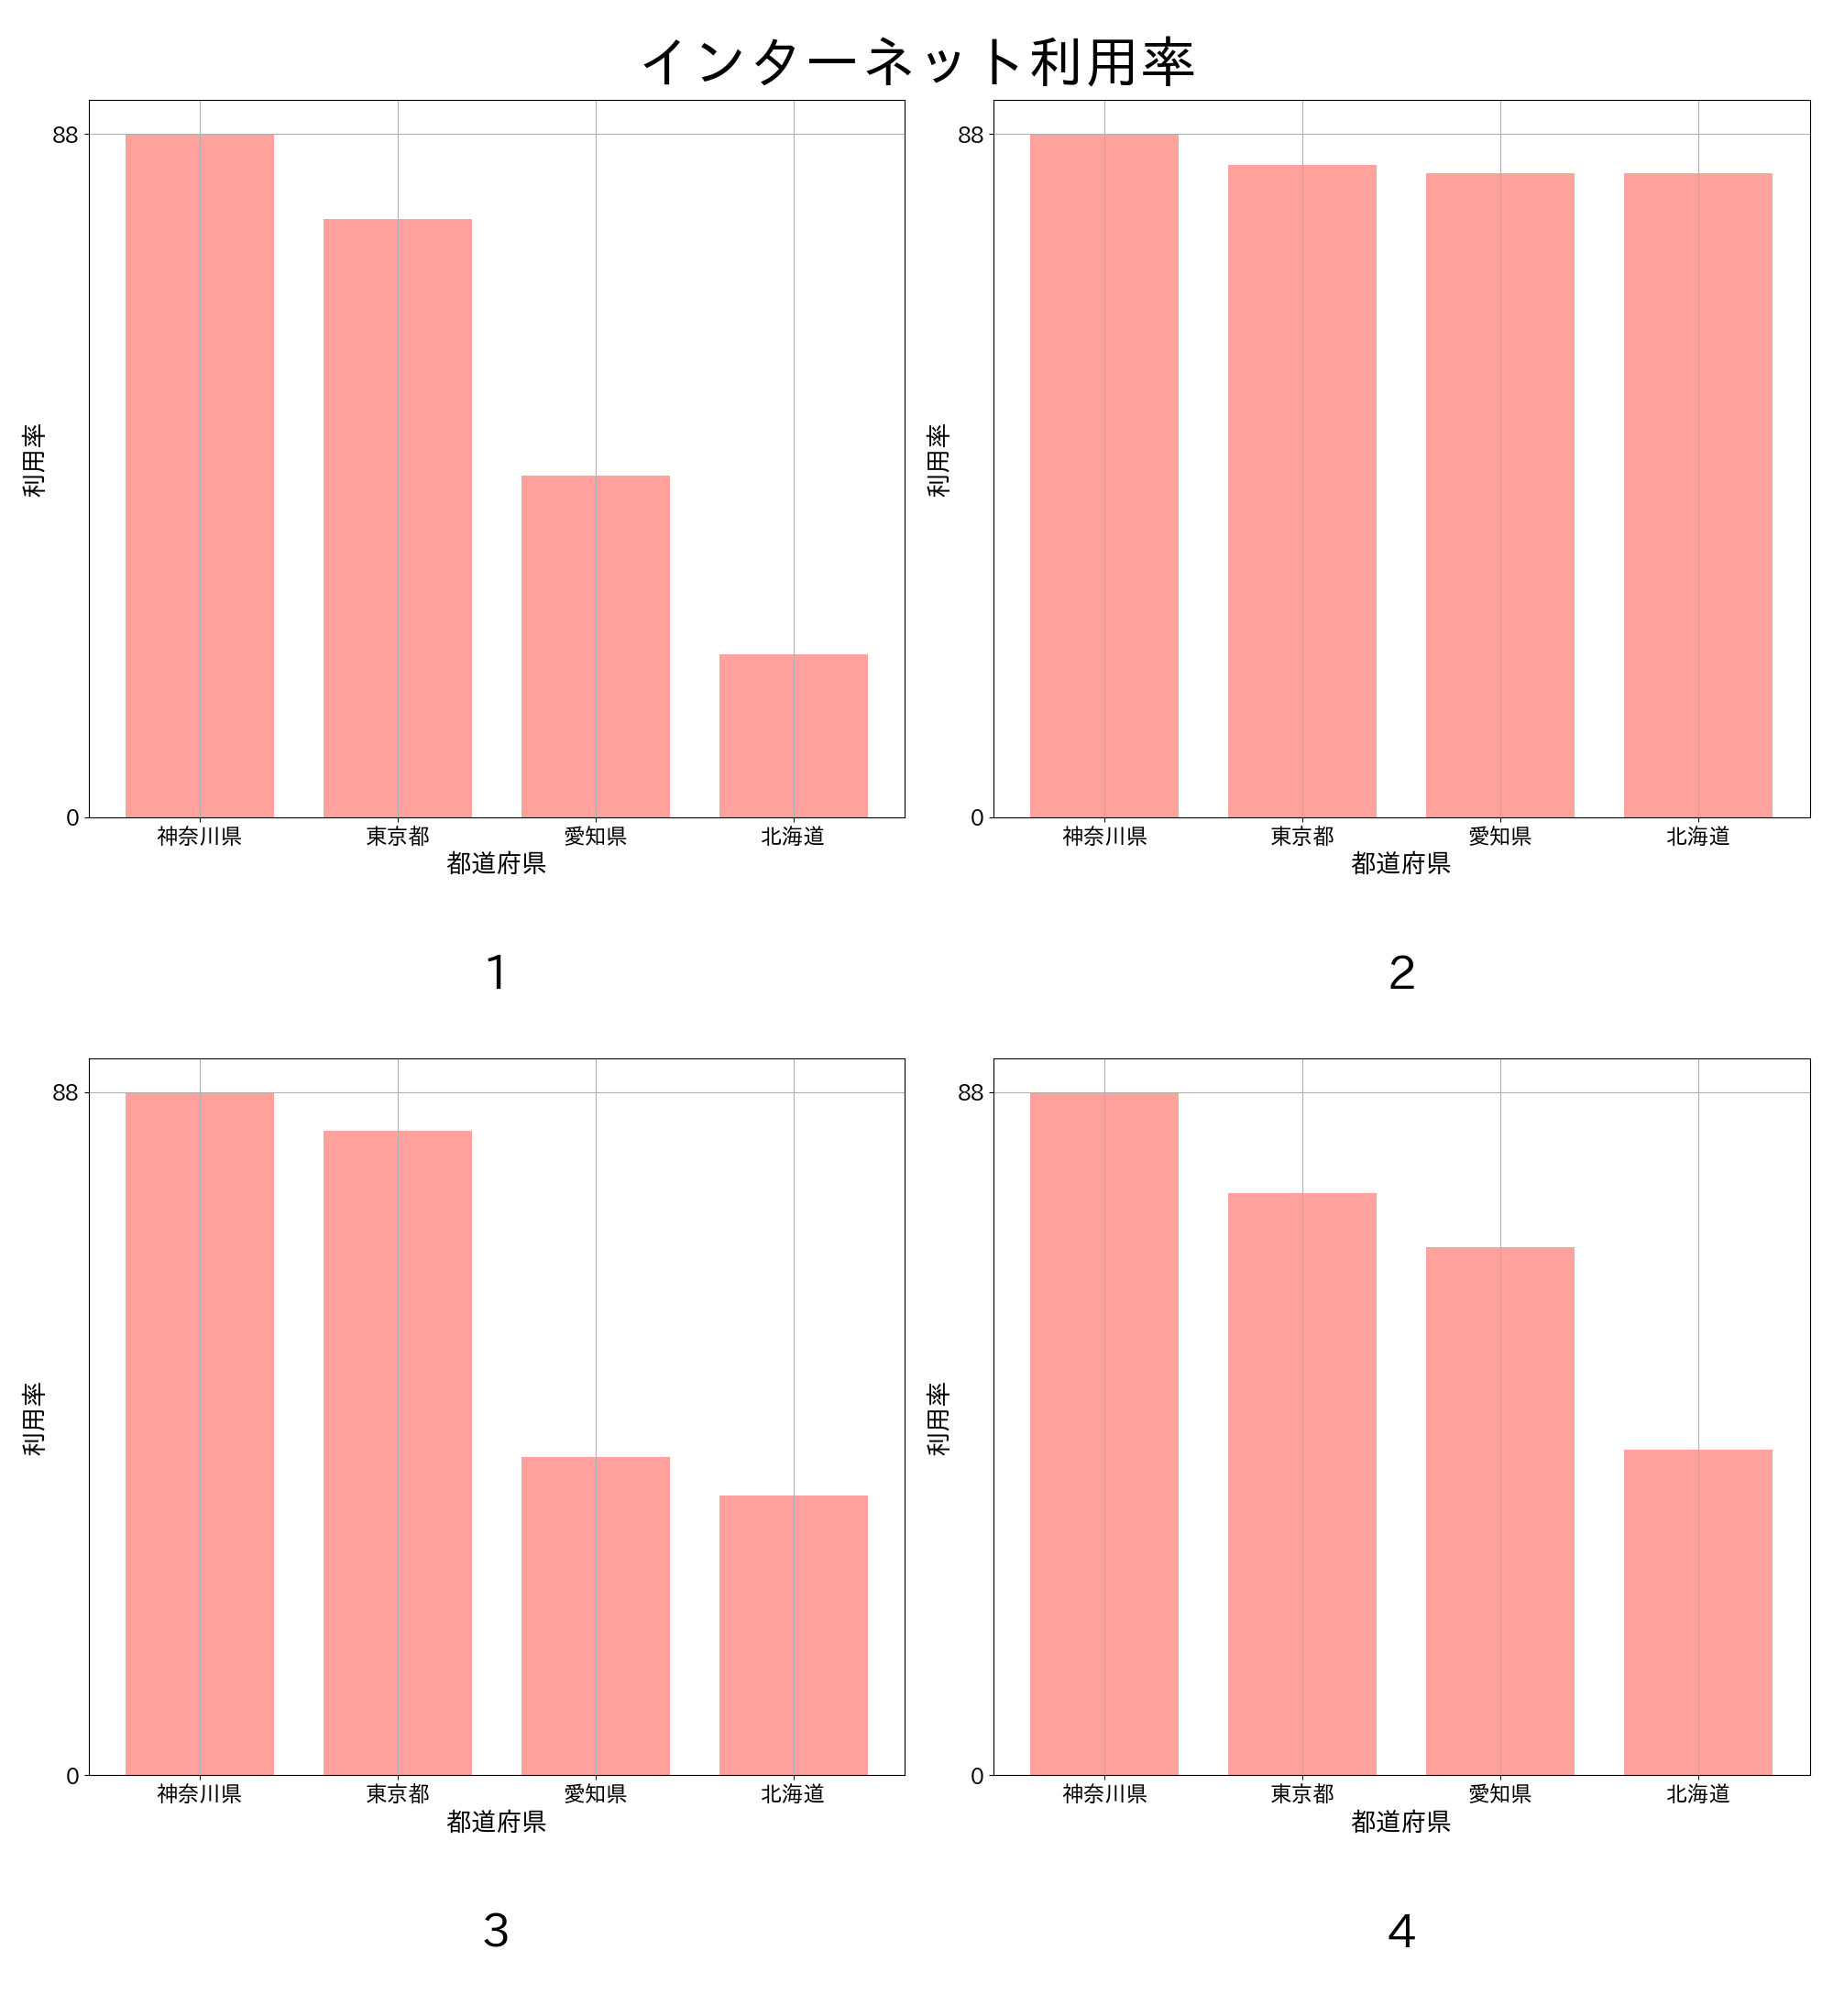 インターネット利用率
88
0
利用率
神奈川県 東京都 愛知県 北海道
都道府県
1
88
0
利用率
神奈川県 東京都 愛知県 北海道
都道府県
2
88
0
利用率
神奈川県 東京都 愛知県 北海道
都道府県
3
88
0
利用率
神奈川県 東京都 愛知県 北海道
都道府県
4